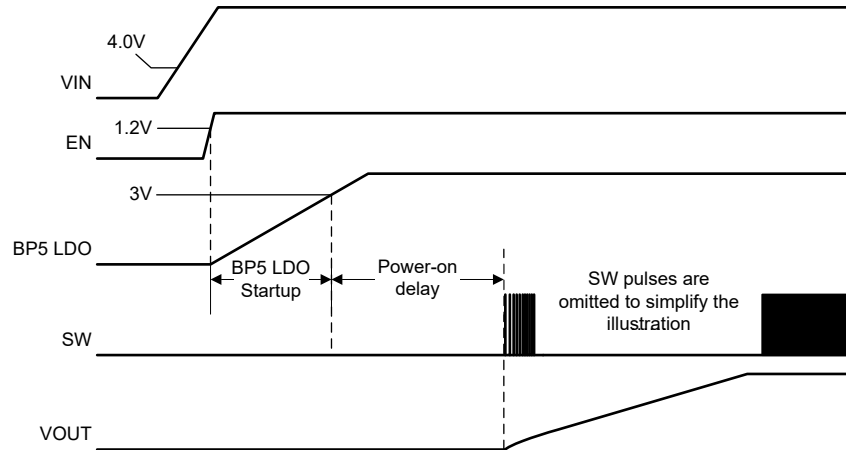 4.0V
VIN
1.2V
EN
3V
BP5 LDO
BP5 LDO
Startup
Power-on
delay
SW pulses are
omitted to simplify the
illustration
SW
VOUT